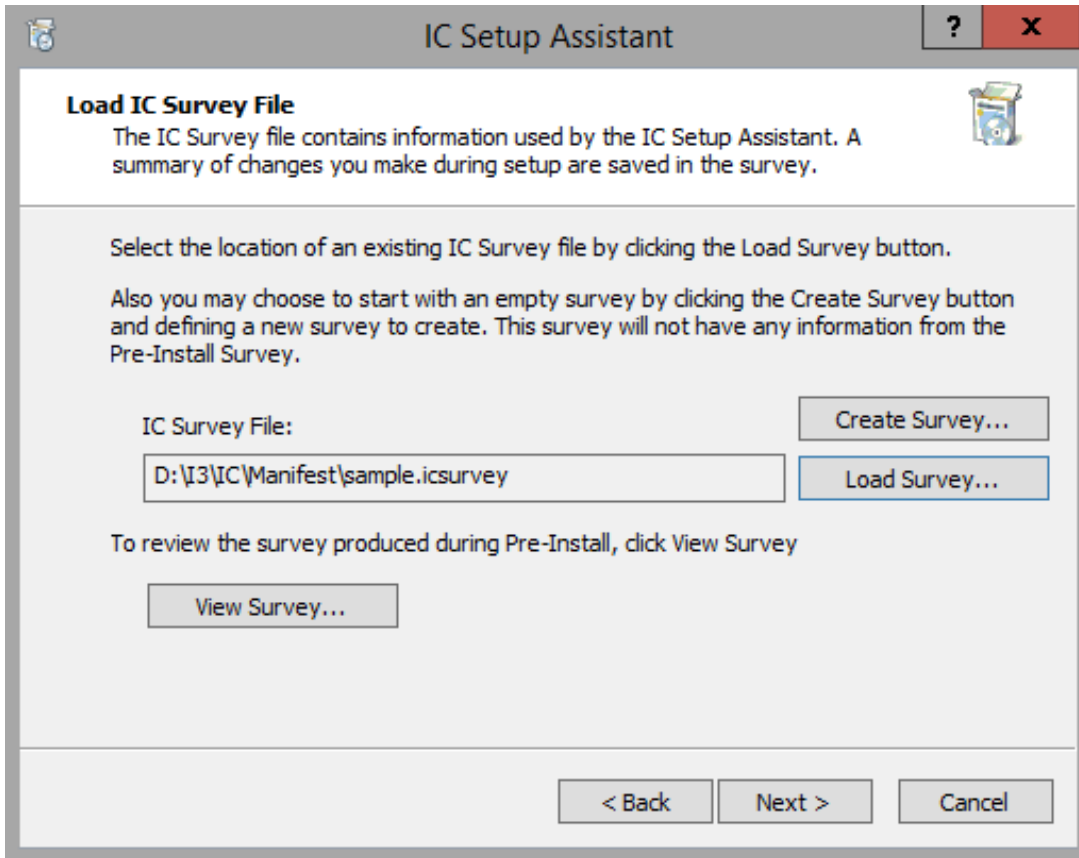 IC Setup Assistant
? x
Load IC Survey File
The IC Survey file contains information used by the IC Setup Assistant. A
summary of changes you make during setup are saved in the survey.
Select the location of an existing IC Survey file by clicking the Load Survey button.
Also you may choose to start with an empty survey by clicking the Create Survey button
and defining a new survey to create. This survey will not have any information from the
Pre-Install Survey.
Create Survey...
IC Survey File:
D:\I3\IC\Manifest\sample.icsurvey
Load Survey...
To review the survey produced during Pre-Install, click View Survey
View Survey...
< Back Next > Cancel